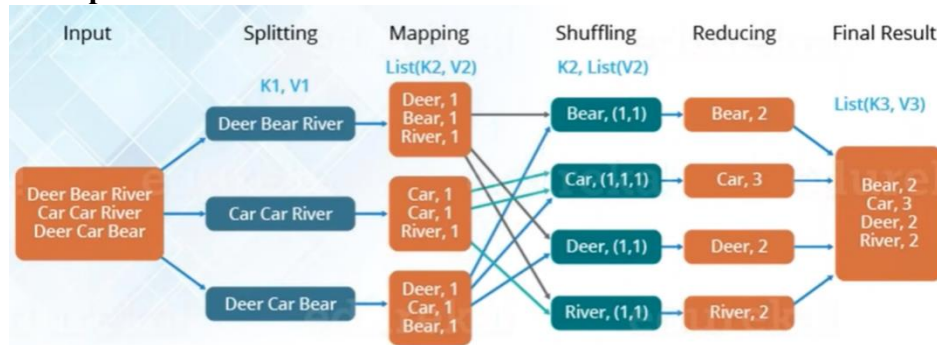 Input
Splitting
Mapping
Shuffling
Reducing
Final Result
K1, V1
List(K2, V2)
K2, List(V2)
List(K3, V3)
Deer Bear River
Car Car River
Deer Car Bear
Deer Bear River
Car Car River
Deer Car Bear
Deer, 1
Bear, 1
River, 1
Car, 1
Car, 1
River, 1
Deer, 1
Car, 1
Bear, 1
Bear, (1,1)
Car, (1,1,1)
Deer, (1,1)
River, (1,1)
Bear, 2
Car, 3
Deer, 2
River, 2
Bear, 2
Car, 3
Deer, 2
River, 2